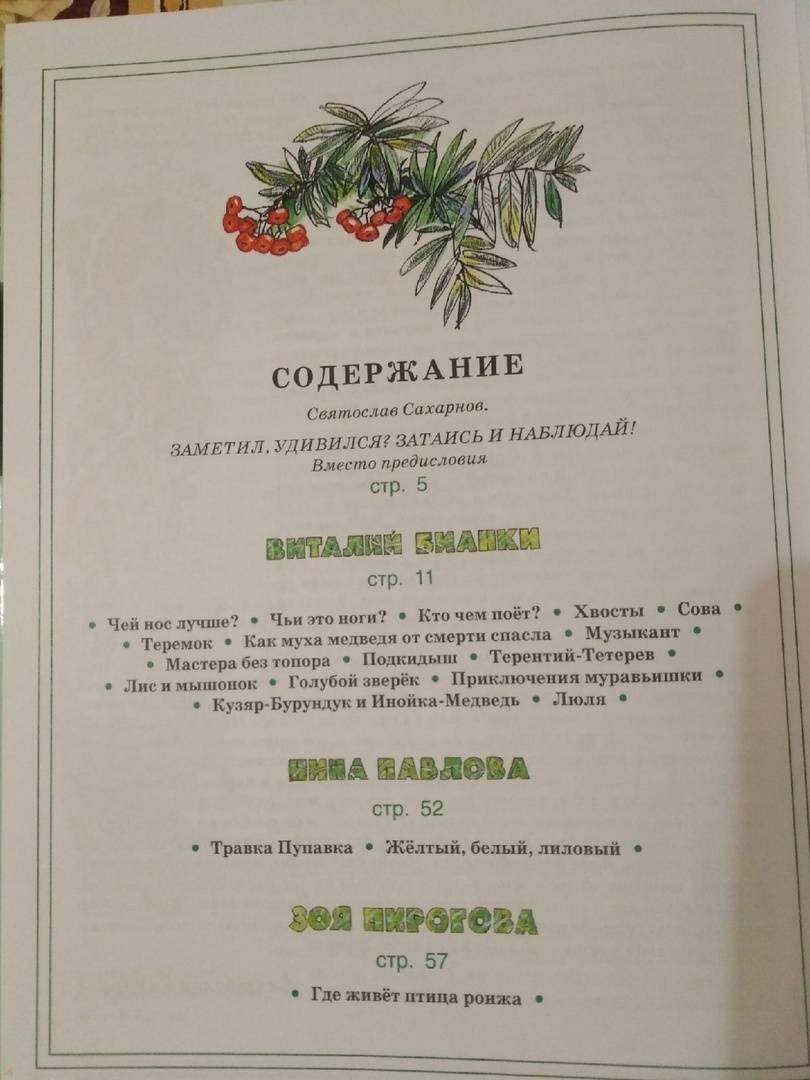 СОДЕРЖАНИЕ
Святослав Сахарнов.
ЗАМЕТИЛ, УДИВИЛСЯ? ЗАТАИСЬ И НАБЛЮДАЙ!
Вместо предисловия
стр. 5
ВИТАЛИЙ БИАНКИ
стр. 11
• Чей нос лучше? • Чьи это ноги? • Кто чем поёт? • Хвосты • Сова •
• Теремок • Как муха медведя от смерти спасла • Музыкант •
• Мастера без топора • Подкидыш • Терентий-Тетерев •
• Лис и мышонок • Голубой зверёк • Приключения муравьишки •
• Кузяр-Бурундук и Инойка-Медведь • Люля •
НИНА ПАВЛОВА
стр. 52
• Травка Пупавка • Жёлтый, белый, лиловый •
ЗОЯ ПИРОГОВА
стр. 57
• Где живёт птица ронжа •